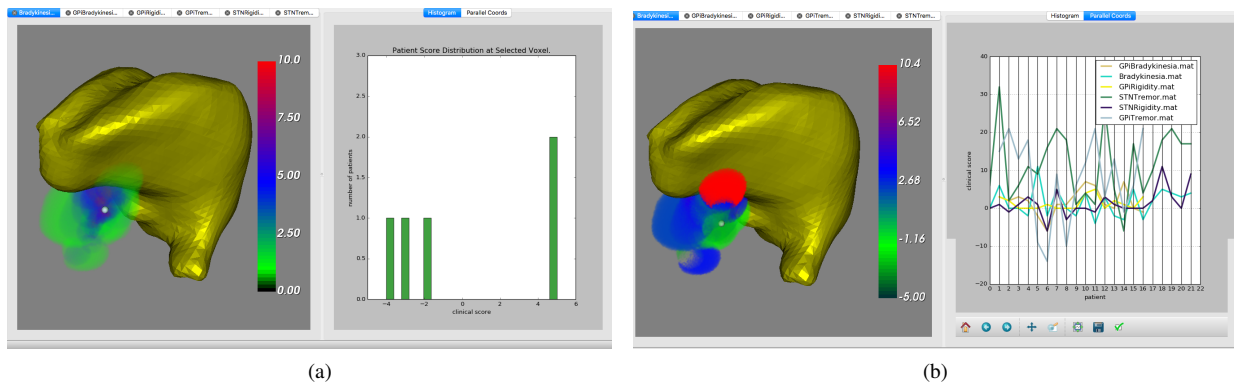 Bradykinesi... GPiBradykinesi... GPiRigidi... GPiTrem... STNRigidi... STNTrem...
Histogram Parallel Coords
10.0
7.50
5.00
2.50
0.00
Patient Score Distribution at Selected Voxel.
number of patients
3.0
2.5
2.0
1.5
1.0
0.5
0.0
−4 −2 0 2 4 6
clinical score
(a)
Bradykinesi... GPiBradykinesi... GPiRigidi... GPiTrem... STNRigidi... STNTrem...
Histogram Parallel Coords
10.4
6.52
2.68
-1.16
-5.00
clinical score
40
30
20
10
0
−10
−20
GPiBradykinesia.mat
Bradykinesia.mat
GPiRigidity.mat
STNTremor.mat
STNRigidity.mat
GPiTremor.mat
0 1 2 3 4 5 6 7 8 9 10 11 12 13 14 15 16 17 18 19 20 21 22
patient
(b)